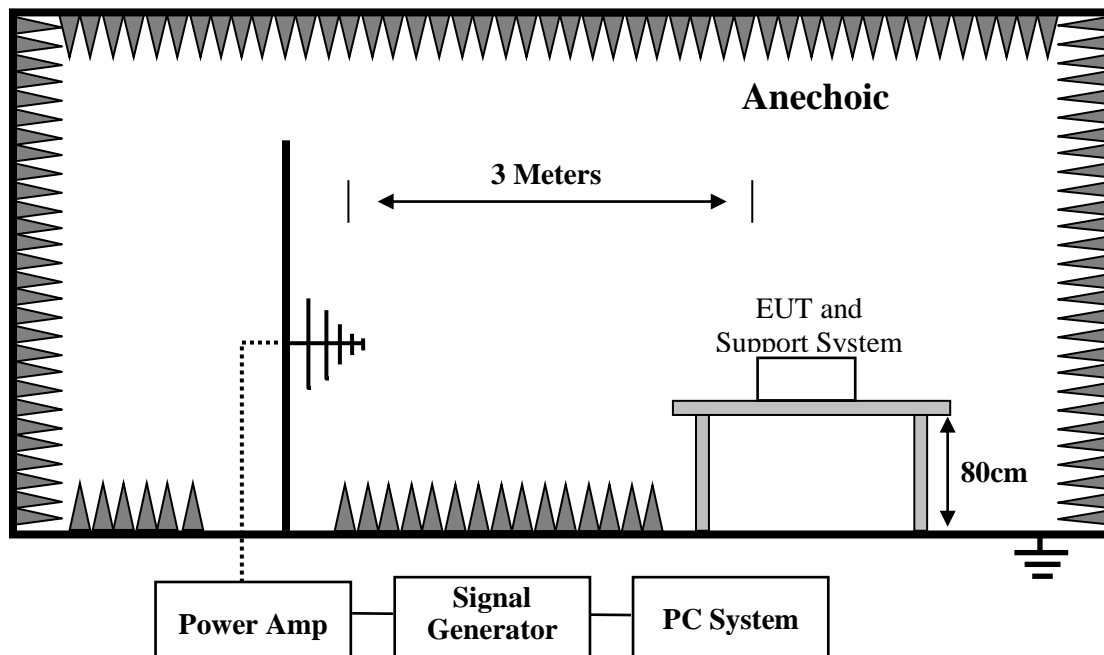 Anechoic
3 Meters
EUT and
Support System
80cm
Power Amp
Signal
Generator
PC System